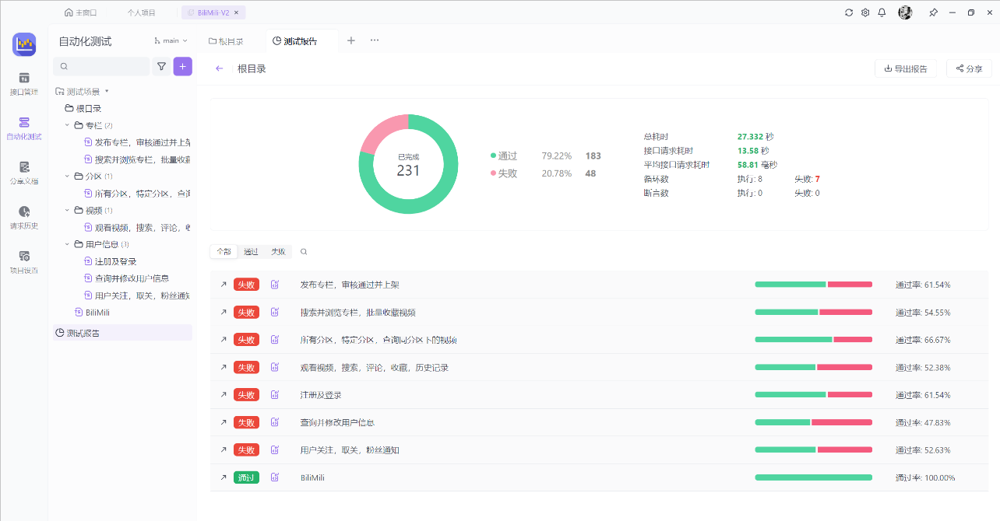 主窗口
个人项目
BiliMili-V2
自动化测试
main
根目录
测试报告
根目录
导出报告
分享
接口管理
自动化测试
分享文档
请求历史
项目设置
测试场景
根目录
专栏 (2)
发布专栏，审核通过并上架
搜索并浏览专栏，批量收藏
分区 (1)
所有分区，特定分区，查询
视频 (1)
观看视频，搜索，评论，收
用户信息 (3)
注册及登录
查询并修改用户信息
用户关注，取关，粉丝通知
BiliMili
测试报告
已完成
231
通过 79.22% 183
失败 20.78% 48
总耗时 27.332 秒
接口请求耗时 13.58 秒
平均接口请求耗时 58.81 毫秒
循环数 执行: 8 失败: 7
断言数 执行: 0 失败: 0
全部 通过 失败
失败 发布专栏，审核通过并上架 通过率: 61.54%
失败 搜索并浏览专栏，批量收藏视频 通过率: 54.55%
失败 所有分区，特定分区，查询同分区下的视频 通过率: 66.67%
失败 观看视频，搜索，评论，收藏，历史记录 通过率: 52.38%
失败 注册及登录 通过率: 61.54%
失败 查询并修改用户信息 通过率: 47.83%
失败 用户关注，取关，粉丝通知 通过率: 52.63%
通过 BiliMili 通过率: 100.00%